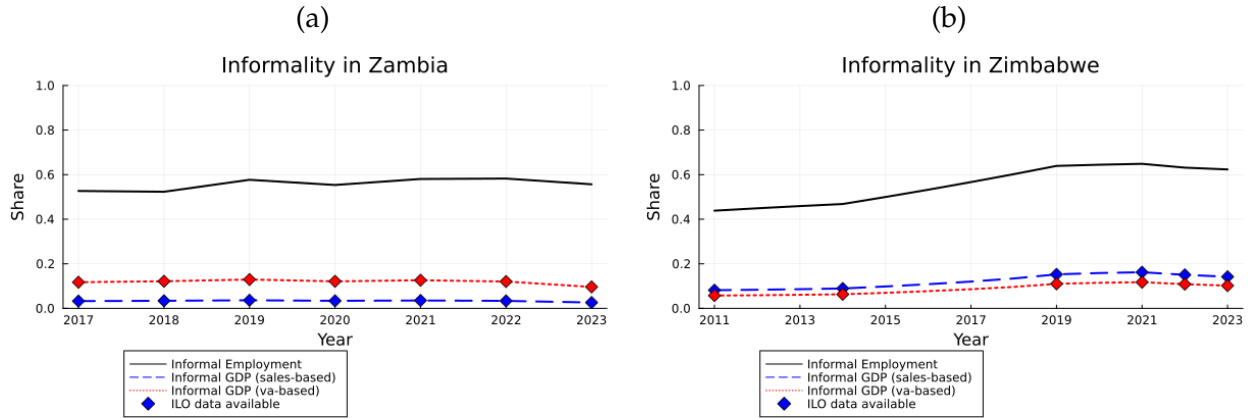 (a)
Informality in Zambia
1.0
0.8
0.6
0.4
0.2
0.0
Share
2017 2018 2019 2020 2021 2022 2023
Year
Informal Employment
Informal GDP (sales-based)
Informal GDP (va-based)
ILO data available
(b)
Informality in Zimbabwe
1.0
0.8
0.6
0.4
0.2
0.0
Share
2011 2013 2015 2017 2019 2021 2023
Year
Informal Employment
Informal GDP (sales-based)
Informal GDP (va-based)
ILO data available